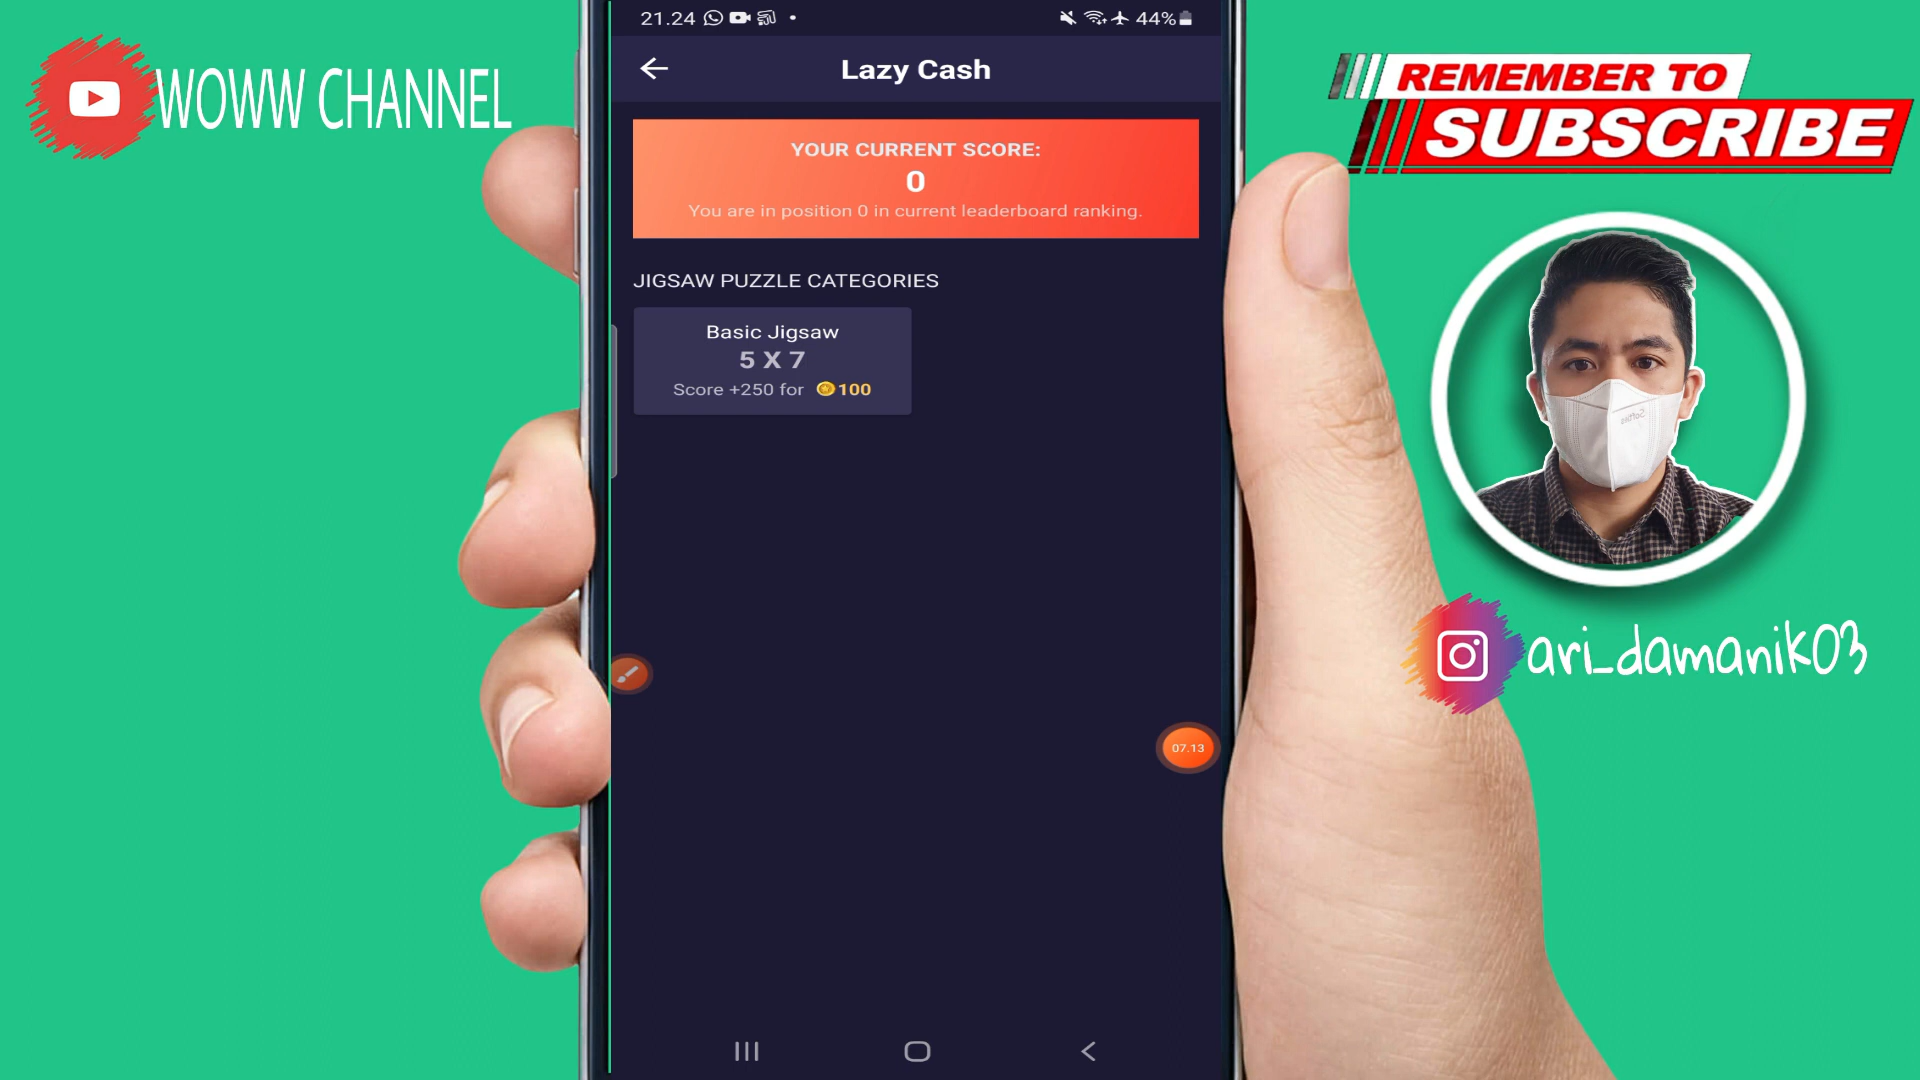 WOWW CHANNEL
21.24
44%
Lazy Cash
YOUR CURRENT SCORE:
0
You are in position 0 in current leaderboard ranking.
JIGSAW PUZZLE CATEGORIES
Basic Jigsaw
5 X 7
Score +250 for 100
07.13
REMEMBER TO
SUBSCRIBE
ari_damanik03